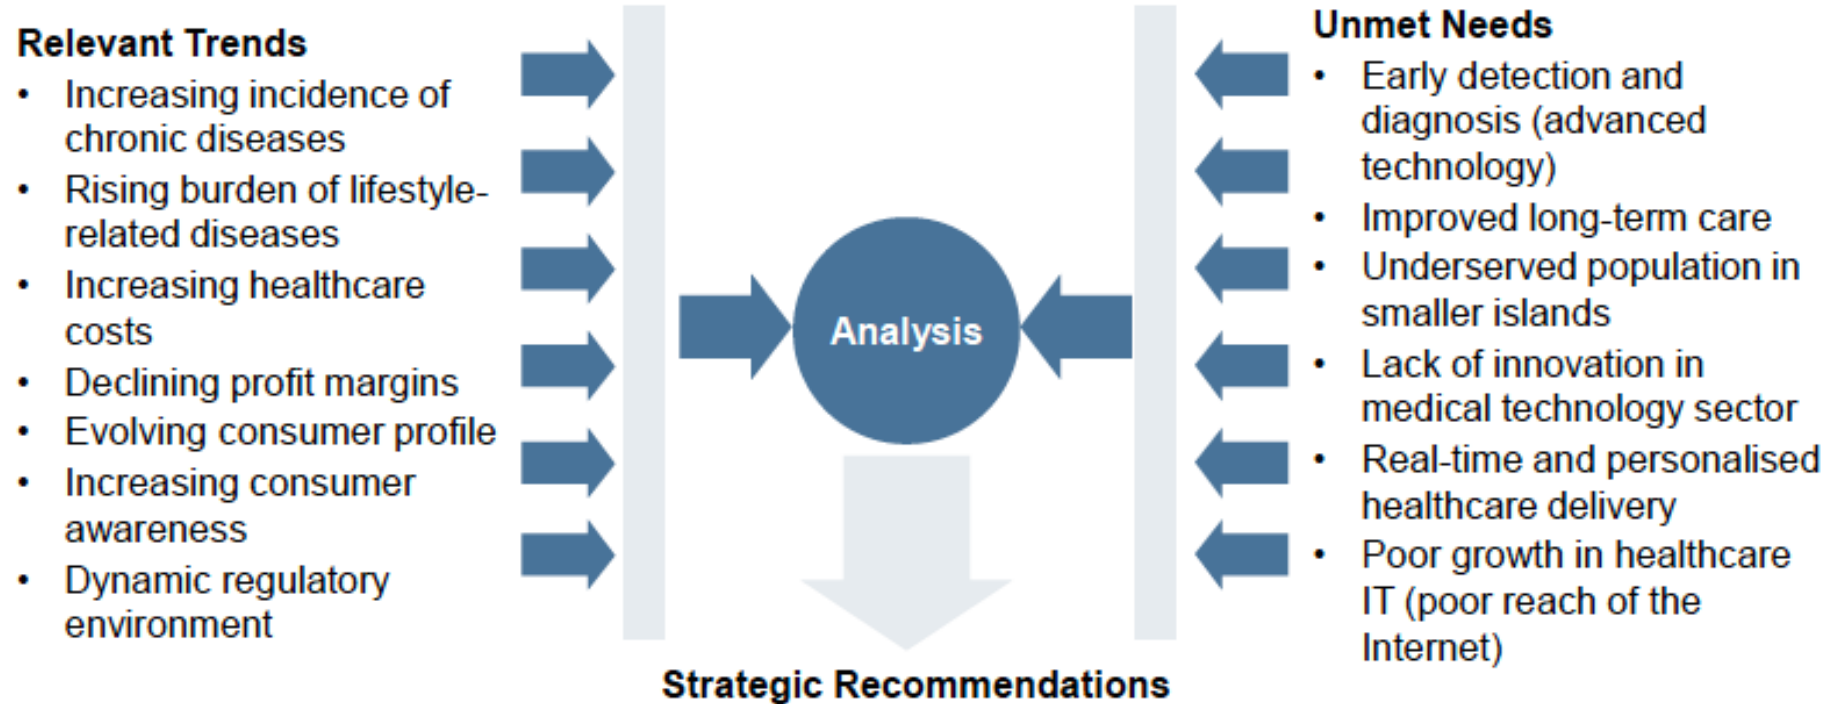 Relevant Trends
• Increasing incidence of
chronic diseases
• Rising burden of lifestyle-
related diseases
• Increasing healthcare
costs
• Declining profit margins
• Evolving consumer profile
• Increasing consumer
awareness
• Dynamic regulatory
environment
Analysis
Unmet Needs
• Early detection and
diagnosis (advanced
technology)
• Improved long-term care
• Underserved population in
smaller islands
• Lack of innovation in
medical technology sector
• Real-time and personalised
healthcare delivery
• Poor growth in healthcare
IT (poor reach of the
Internet)
Strategic Recommendations